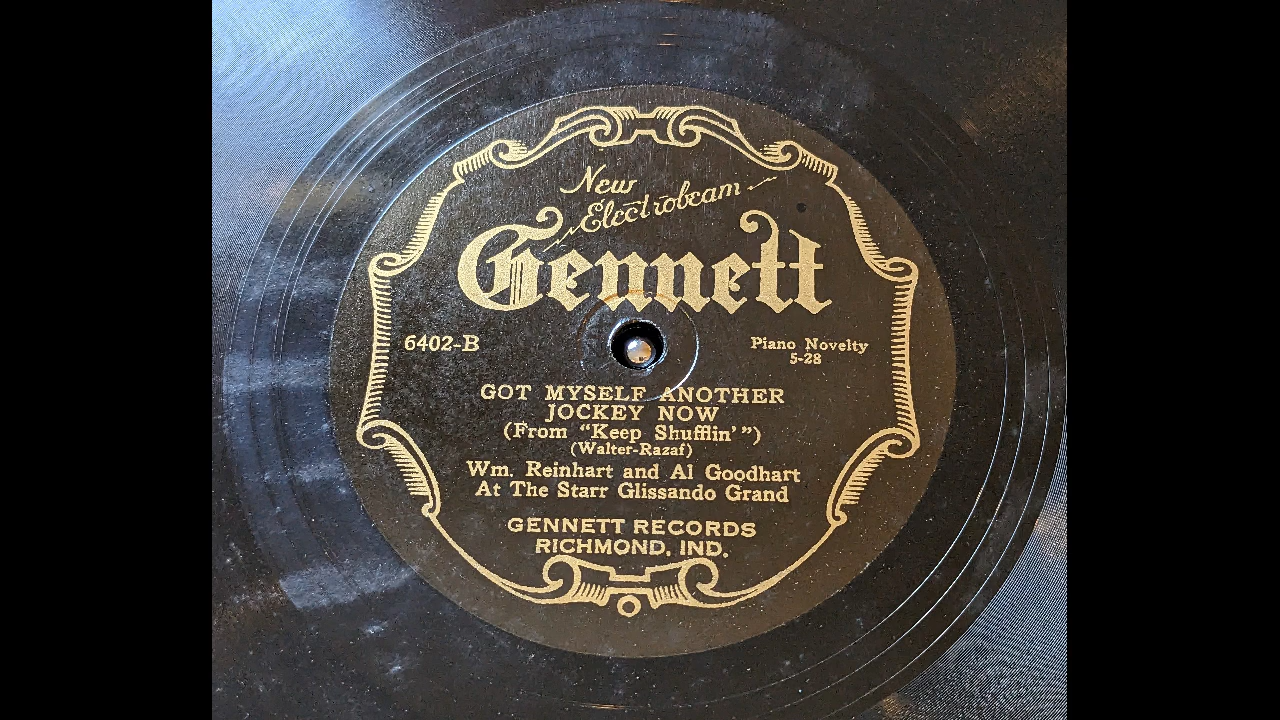 New
Electrobeam
Gennett
6402-B
Piano Novelty
5-28
GOT MYSELF ANOTHER
JOCKEY NOW
(From “Keep Shufflin’”)
(Walter-Razaf)
Wm. Reinhart and Al Goodhart
At The Starr Glissando Grand
GENNETT RECORDS
RICHMOND, IND.